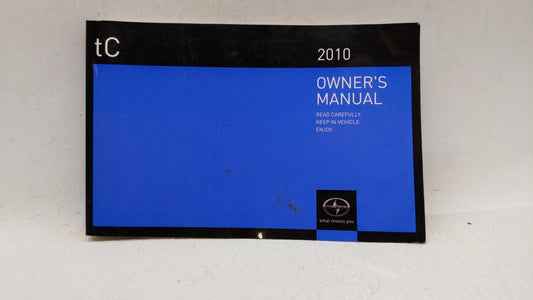 tC
2010
OWNER'S
MANUAL
READ CAREFULLY.
KEEP IN VEHICLE.
ENJOY.
what moves you